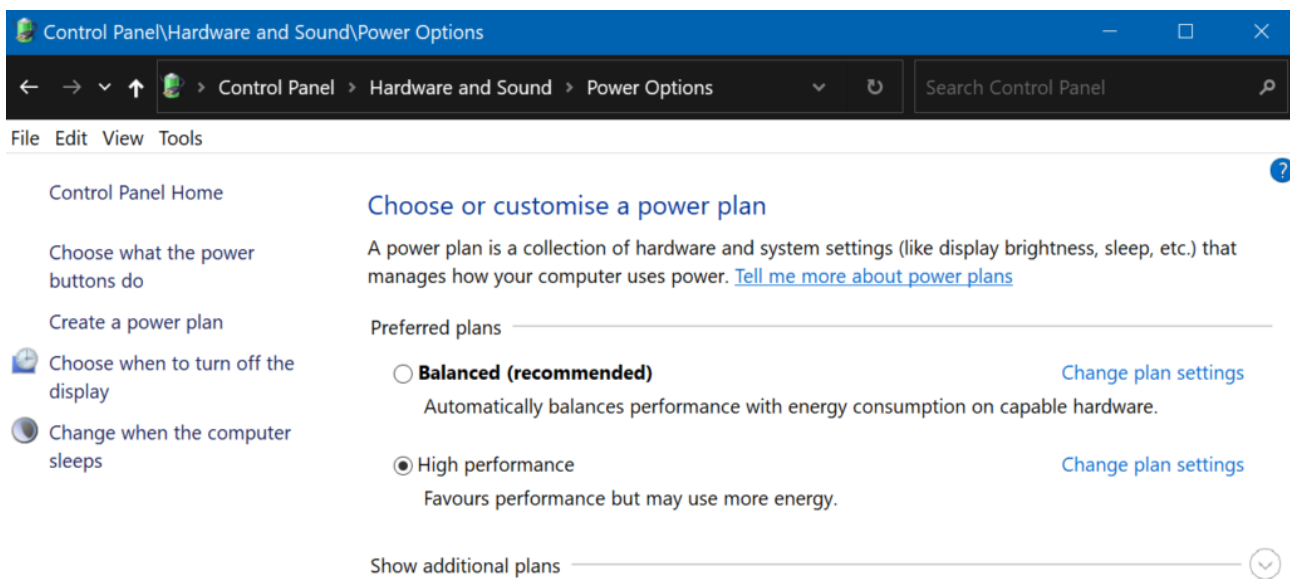 Control Panel\Hardware and Sound\Power Options
Control Panel > Hardware and Sound > Power Options
Search Control Panel
File Edit View Tools
?
Control Panel Home
Choose what the power
buttons do
Create a power plan
Choose when to turn off the
display
Change when the computer
sleeps
Choose or customise a power plan
A power plan is a collection of hardware and system settings (like display brightness, sleep, etc.) that
manages how your computer uses power. Tell me more about power plans
Preferred plans
Balanced (recommended) Change plan settings
Automatically balances performance with energy consumption on capable hardware.
High performance Change plan settings
Favours performance but may use more energy.
Show additional plans